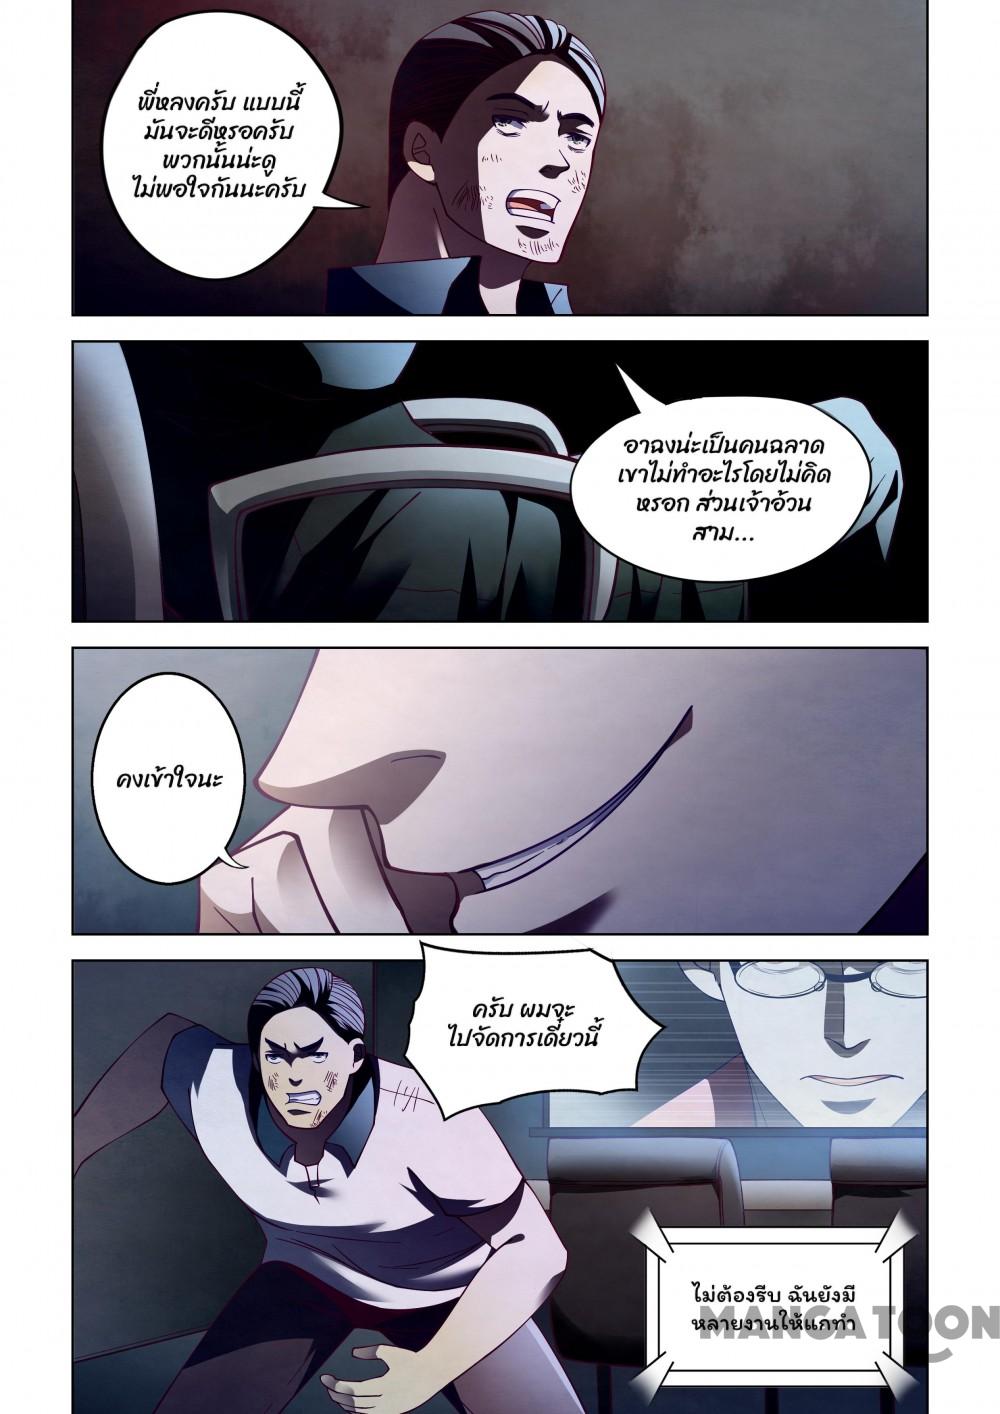 พี่หลงครับ แบบนี้
มันจะดีหรอครับ
พวกนั้นน่ะดู
ไม่พอใจกันนะครับ
อาฉงน่ะเป็นคนฉลาด
เขาไม่ทำอะไรโดยไม่คิด
หรอก ส่วนเจ้าอ้วน
สาม...
คงเข้าใจนะ
ครับ ผมจะ
ไปจัดการเดี๋ยวนี้
ไม่ต้องรีบ ฉันยังมี
หลายงานให้แกทำ
MANGATOON